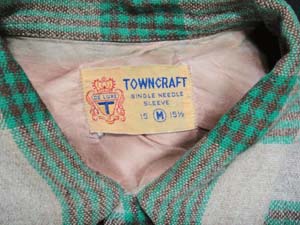 TOWNCRAFT
DE LUXE
T
SINGLE NEEDLE
SLEEVE
15 M 15½